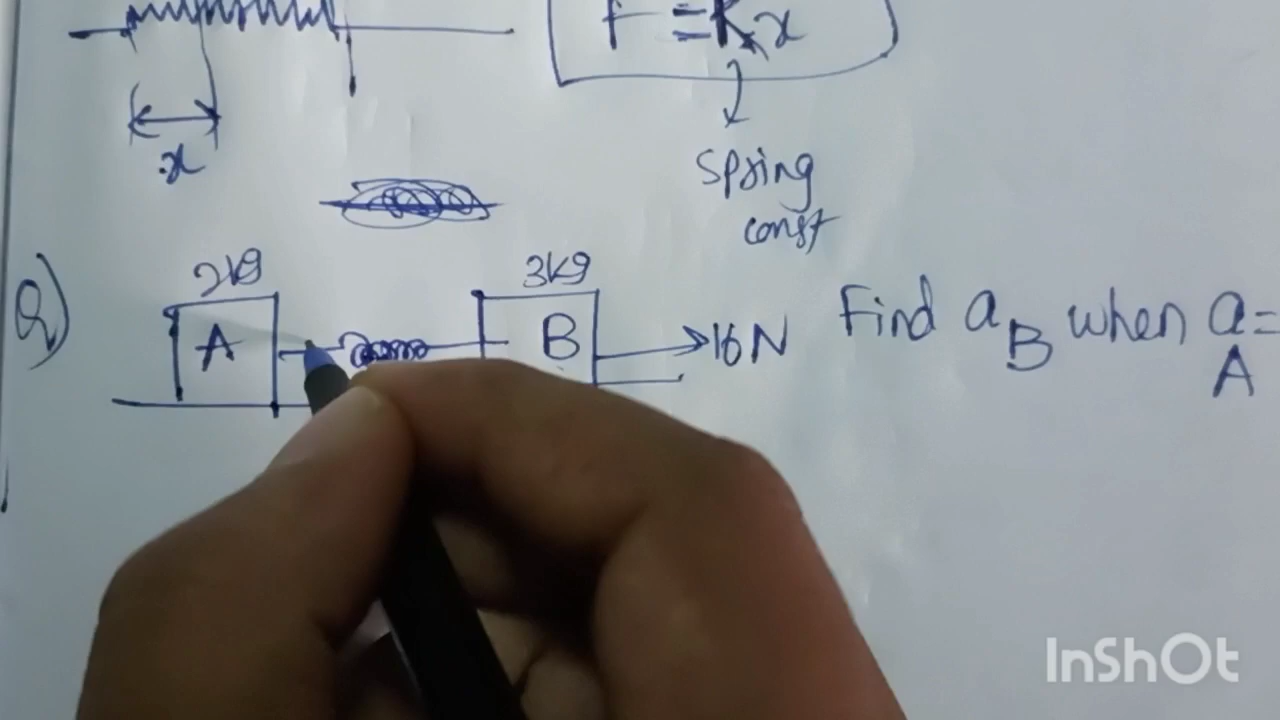 F = Kx
x
Spring
const
Q)
2kg
3kg
A
B
16N
Find a_B when a_A =
InShOt